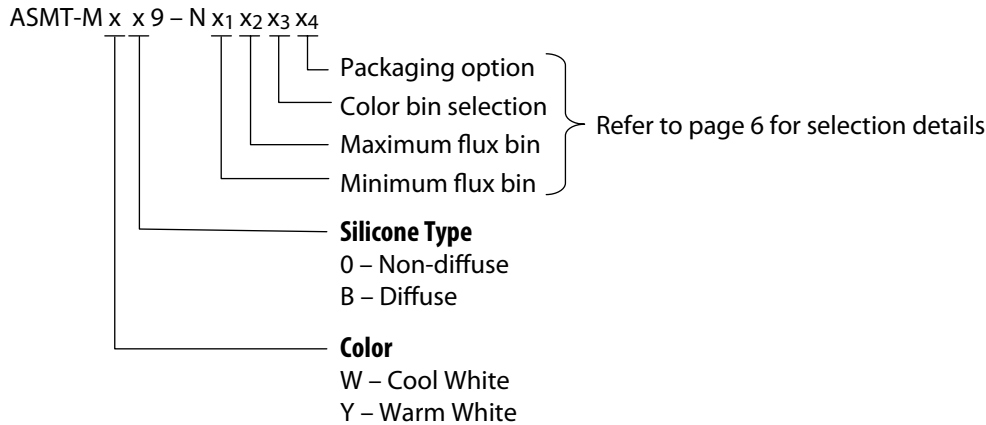 ASMT-M x x 9 – N x1 x2 x3 x4
Packaging option
Color bin selection
Maximum flux bin
Minimum flux bin
Refer to page 6 for selection details
Silicone Type
0 – Non-diffuse
B – Diffuse
Color
W – Cool White
Y – Warm White